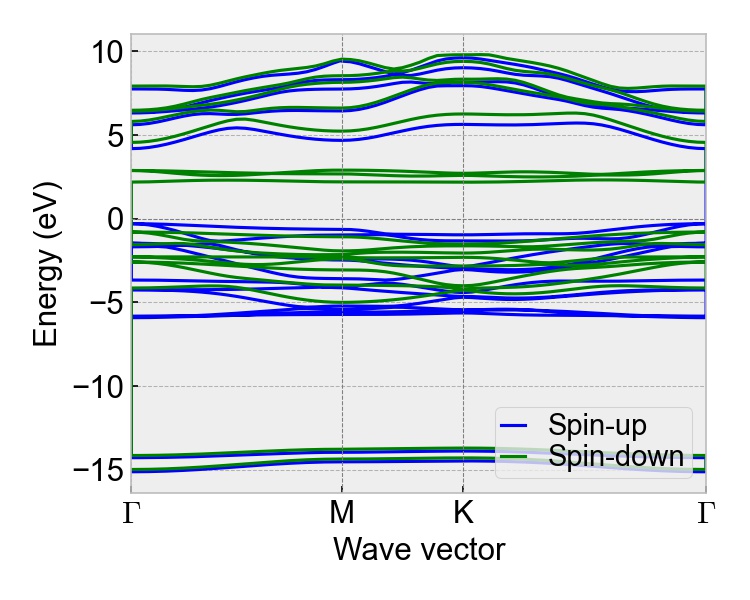 10
5
0
−5
−10
−15
Energy (eV)
Spin-up
Spin-down
Γ M K Γ
Wave vector